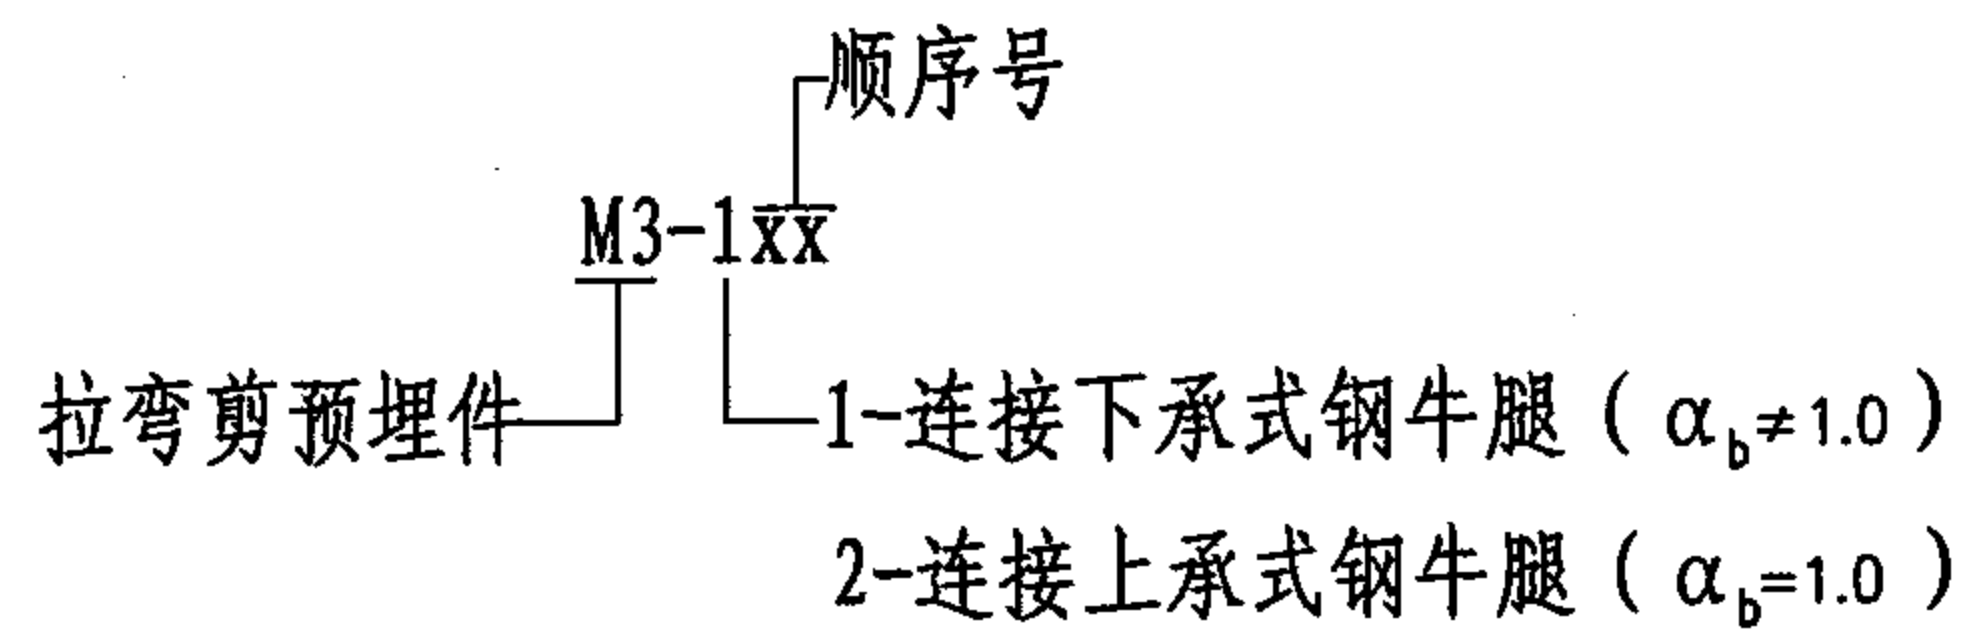 顺序号
M3-1xx
拉弯剪预埋件
1-连接下承式钢牛腿（αb≠1.0）
2-连接上承式钢牛腿（αb=1.0）